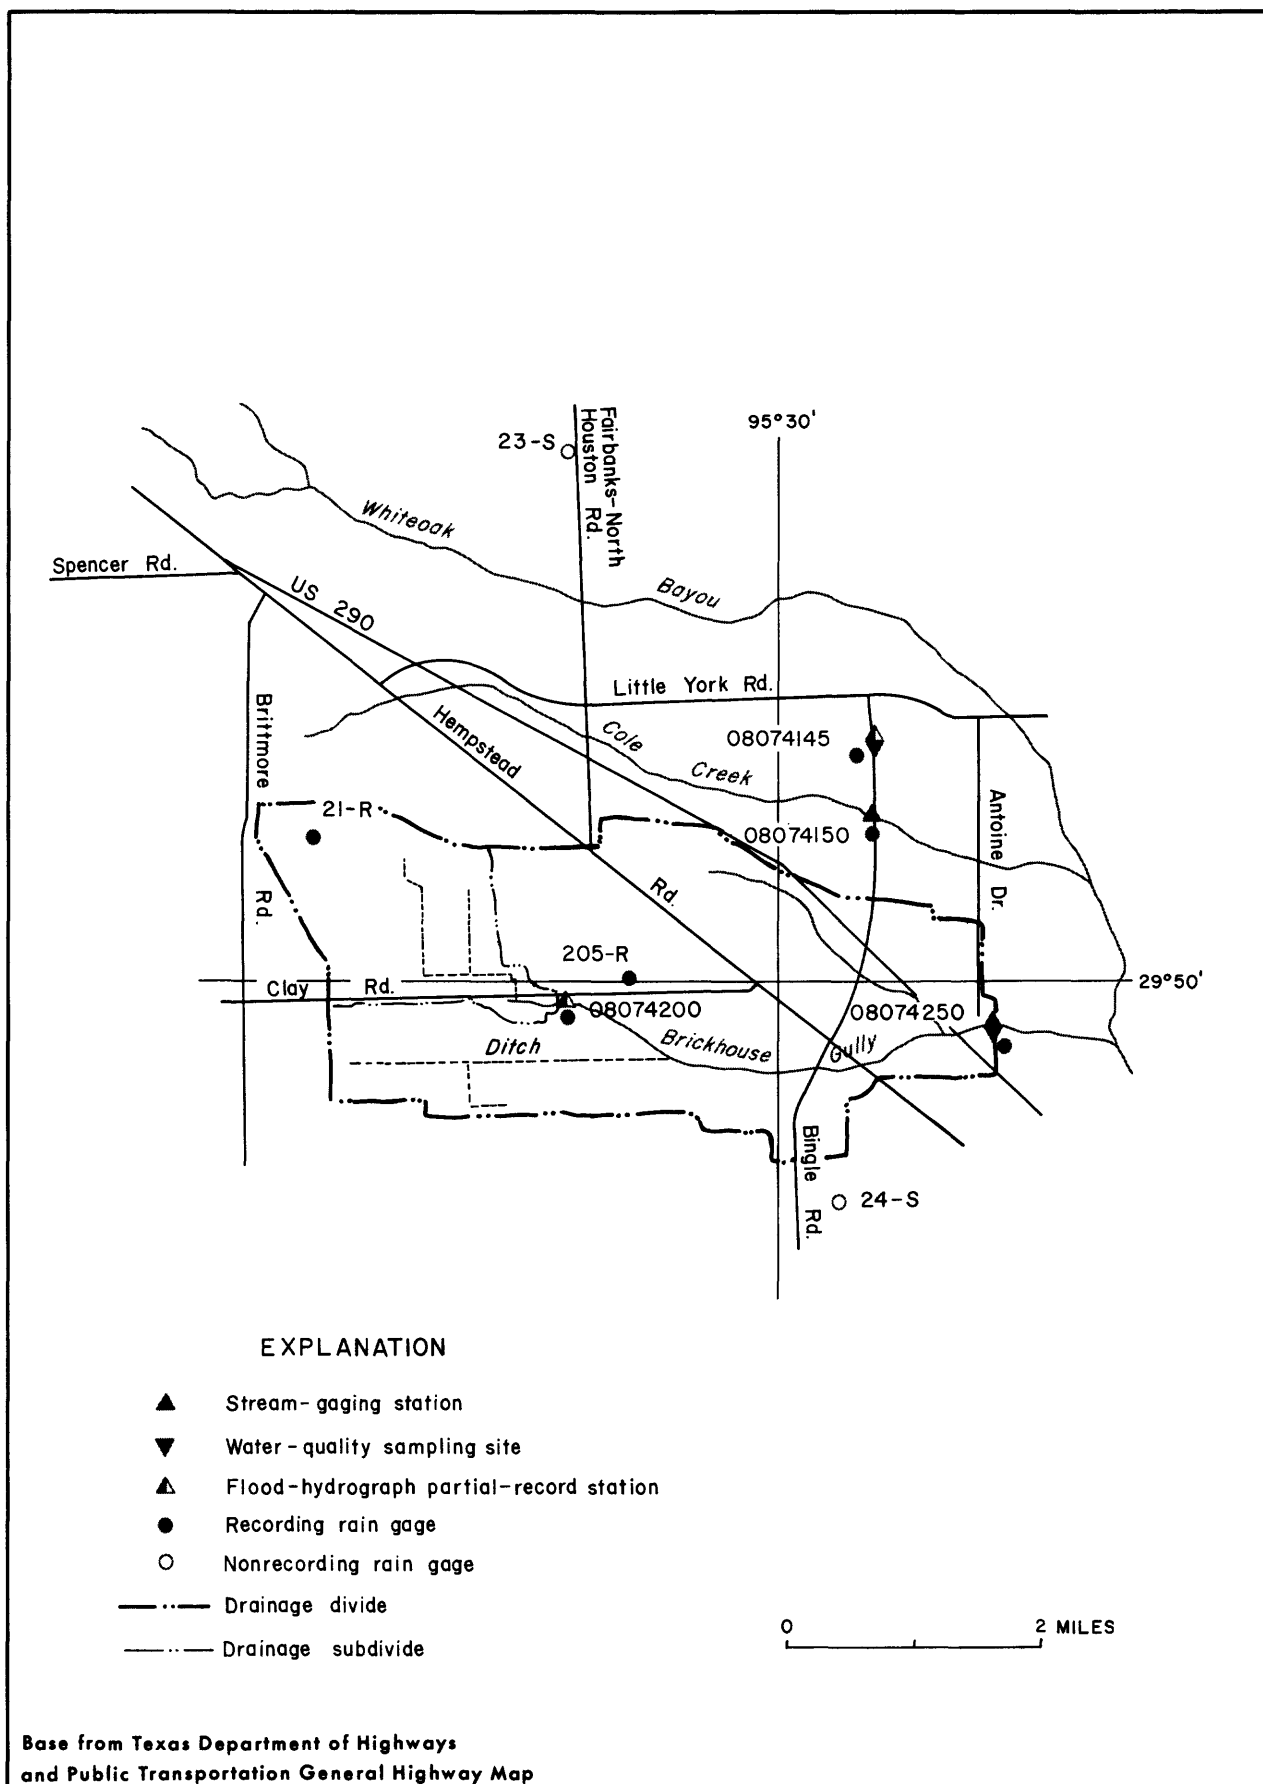 95°30'
23-S
Fairbanks-North
Houston Rd.
Whiteoak
Bayou
Spencer Rd.
US 290
Little York Rd.
Brittmore
Rd.
Hempstead
Rd.
Cole
Creek
08074145
08074150
Antoine Dr.
21-R
205-R
Clay Rd.
29°50'
08074200
08074250
Ditch
Brickhouse
Gully
Bingle Rd.
24-S
EXPLANATION
Stream-gaging station
Water-quality sampling site
Flood-hydrograph partial-record station
Recording rain gage
Nonrecording rain gage
Drainage divide
Drainage subdivide
0 2 MILES
Base from Texas Department of Highways
and Public Transportation General Highway Map